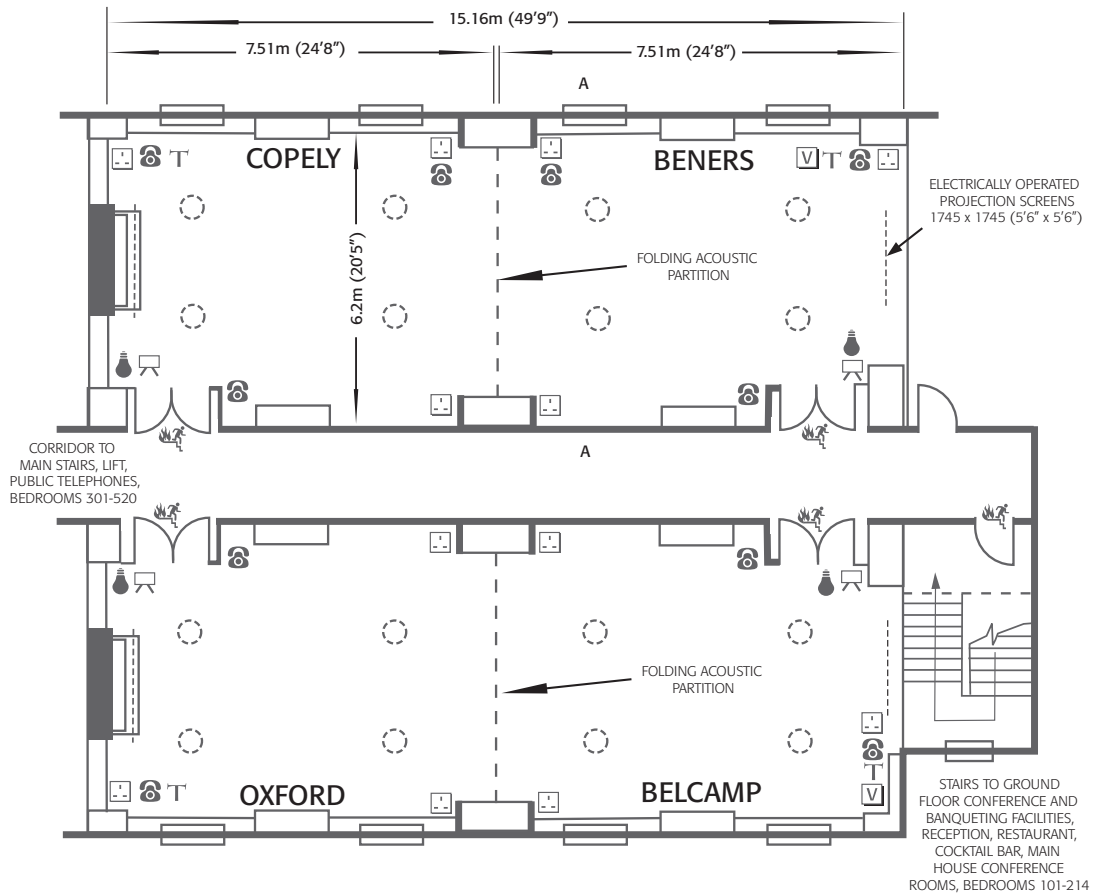 15.16m (49'9")
7.51m (24'8")
7.51m (24'8")
A
T
COPELY
BENERS
V T
ELECTRICALLY OPERATED
PROJECTION SCREENS
1745 x 1745 (5'6" x 5'6")
6.2m (20'5")
FOLDING ACOUSTIC
PARTITION
CORRIDOR TO
MAIN STAIRS, LIFT,
PUBLIC TELEPHONES,
BEDROOMS 301-520
A
FOLDING ACOUSTIC
PARTITION
T
OXFORD
BELCAMP
T
V
STAIRS TO GROUND
FLOOR CONFERENCE AND
BANQUETING FACILITIES,
RECEPTION, RESTAURANT,
COCKTAIL BAR, MAIN
HOUSE CONFERENCE
ROOMS, BEDROOMS 101-214